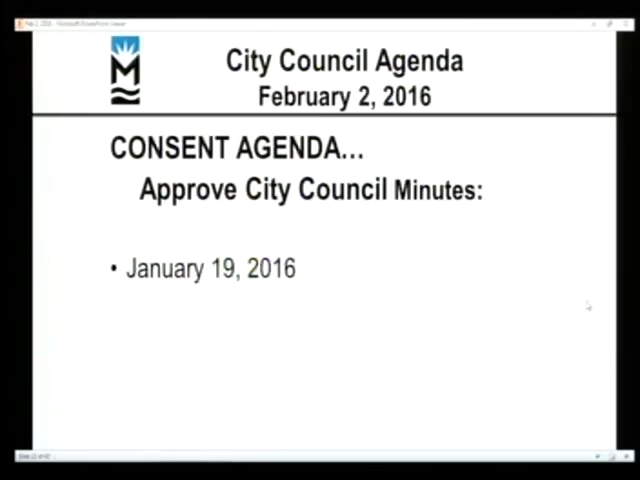 City Council Agenda
February 2, 2016
CONSENT AGENDA...
Approve City Council Minutes:
• January 19, 2016